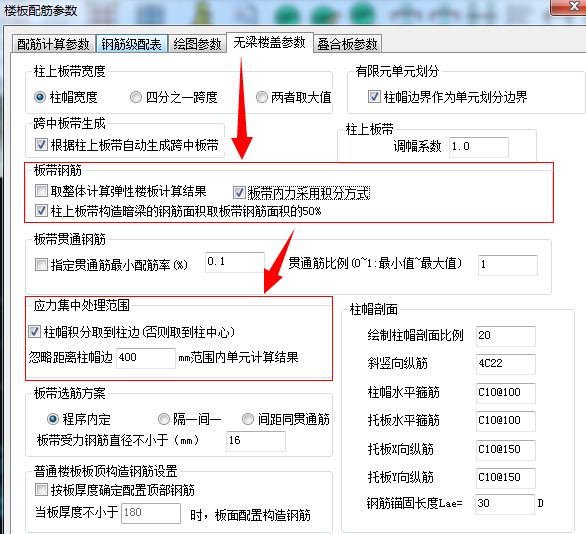 楼板配筋参数
配筋计算参数 钢筋级配表 绘图参数 无梁楼盖参数 叠合板参数
柱上板带宽度
柱帽宽度 四分之一跨度 两者取大值
有限元单元划分
柱帽边界作为单元划分边界
跨中板带生成
根据柱上板带自动生成跨中板带
柱上板带
调幅系数 1.0
板带钢筋
取整体计算弹性楼板计算结果 板带内力采用积分方式
柱上板带构造暗梁的钢筋面积取板带钢筋面积的50%
板带贯通钢筋
指定贯通筋最小配筋率(%) 0.1 贯通筋比例(0~1:最小值~最大值) 1
应力集中处理范围
柱帽积分取到柱边(否则取到柱中心)
忽略距离柱帽边 400 mm范围内单元计算结果
板带选筋方案
程序内定 隔一间一 间距同贯通筋
板带受力钢筋直径不小于（mm） 16
普通楼板板顶构造钢筋设置
按板厚度确定配置顶部钢筋
当板厚度不小于 180 时，板面配置构造钢筋
柱帽剖面
绘制柱帽剖面比例 20
斜竖向纵筋 4C22
柱帽水平箍筋 C10@100
托板水平箍筋 C10@100
托板X向纵筋 C10@150
托板Y向纵筋 C10@150
钢筋锚固长度Lae= 30 D